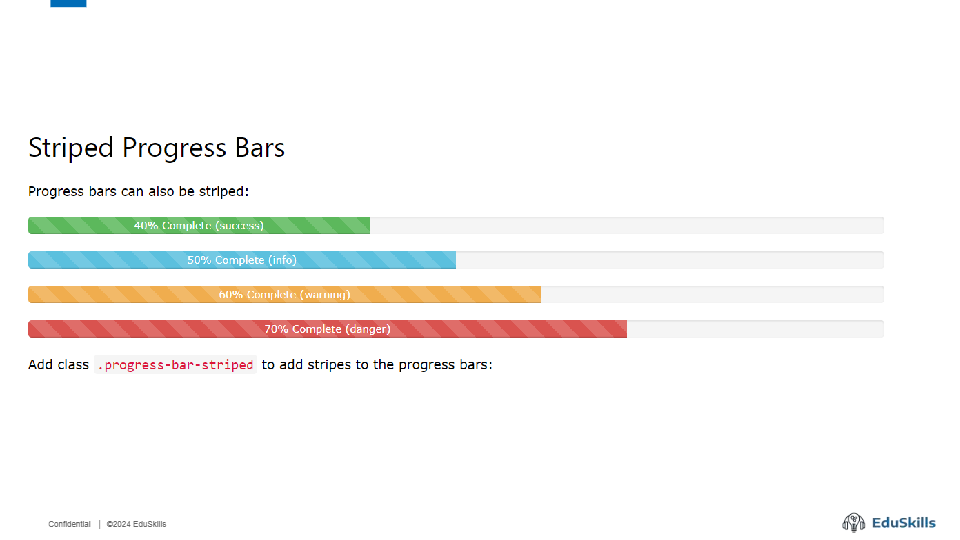 Striped Progress Bars
Progress bars can also be striped:
40% Complete (success)
50% Complete (info)
60% Complete (warning)
70% Complete (danger)
Add class .progress-bar-striped to add stripes to the progress bars:
Confidential | ©2024 EduSkills
EduSkills